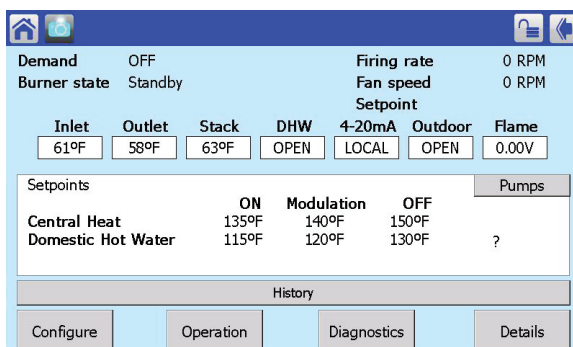 Demand OFF Firing rate 0 RPM
Burner state Standby Fan speed 0 RPM
Setpoint
Inlet Outlet Stack DHW 4-20mA Outdoor Flame
61ºF 58ºF 63ºF OPEN LOCAL OPEN 0.00V
Setpoints Pumps
ON Modulation OFF
Central Heat 135ºF 140ºF 150ºF
Domestic Hot Water 115ºF 120ºF 130ºF ?
History
Configure Operation Diagnostics Details